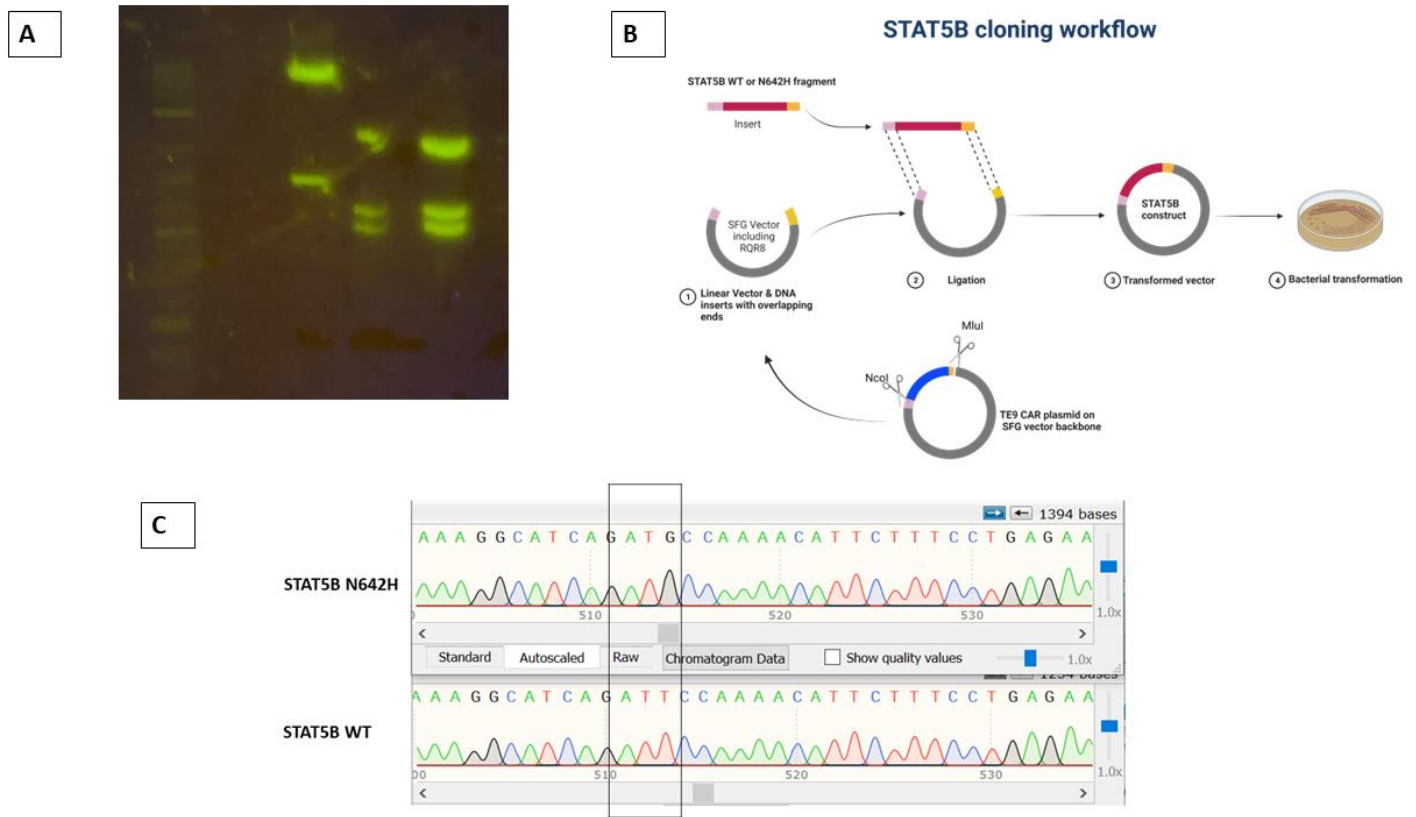 A
B
STAT5B cloning workflow
STAT5B WT or N642H fragment
Insert
SFG Vector
including
RQR8
1 Linear Vector & DNA
inserts with overlapping
ends
2 Ligation
STAT5B
construct
3 Transformed vector
4 Bacterial transformation
MluI
NcoI
TE9 CAR plasmid on
SFG vector backbone
C
1394 bases
A A A G G C A T C A G A T G C C A A A A C A T T C T T T C C T G A G A A
STAT5B N642H
510 520 530
1.0x
Standard Autoscaled Raw Chromatogram Data Show quality values 1.0x
A A A G G C A T C A G A T T C C A A A A C A T T C T T T C C T G A G A A
STAT5B WT
00 510 520 530
1.0x